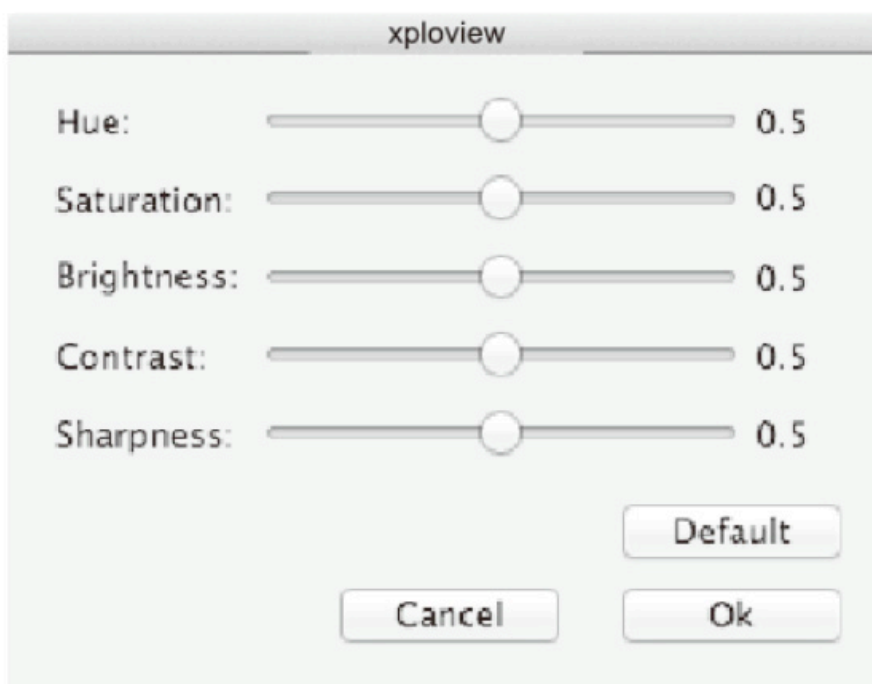 xploview
Hue: 0.5
Saturation: 0.5
Brightness: 0.5
Contrast: 0.5
Sharpness: 0.5
Default
Cancel Ok